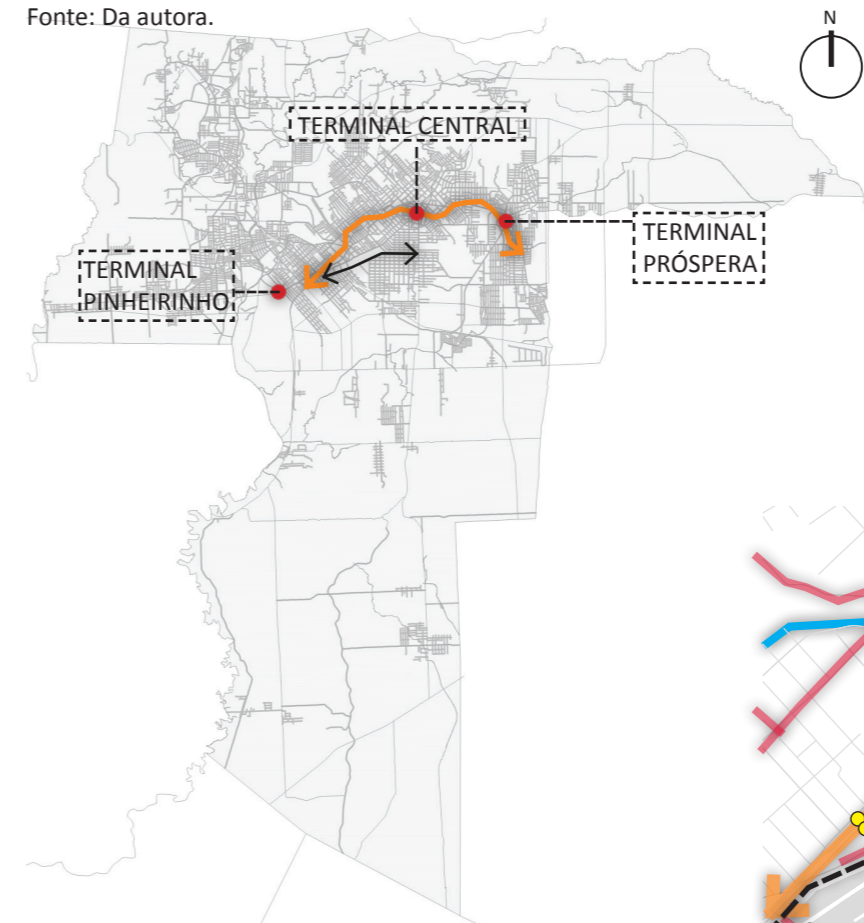 Fonte: Da autora.
N
TERMINAL CENTRAL
TERMINAL
PRÓSPERA
TERMINAL
PINHEIRINHO